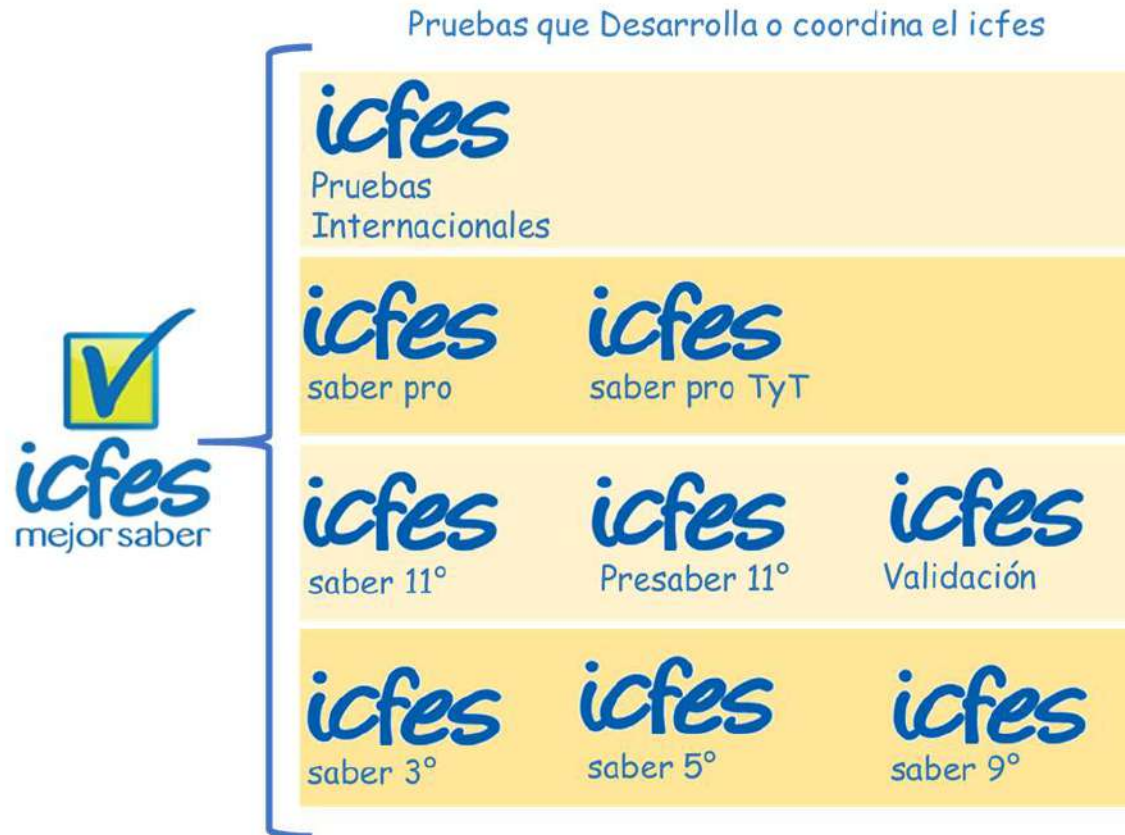 Pruebas que Desarrolla o coordina el icfes
icfes
Pruebas
Internacionales
icfes icfes
saber pro saber pro TyT
icfes
mejor saber
icfes icfes icfes
saber 11° Presaber 11° Validación
icfes icfes icfes
saber 3° saber 5° saber 9°